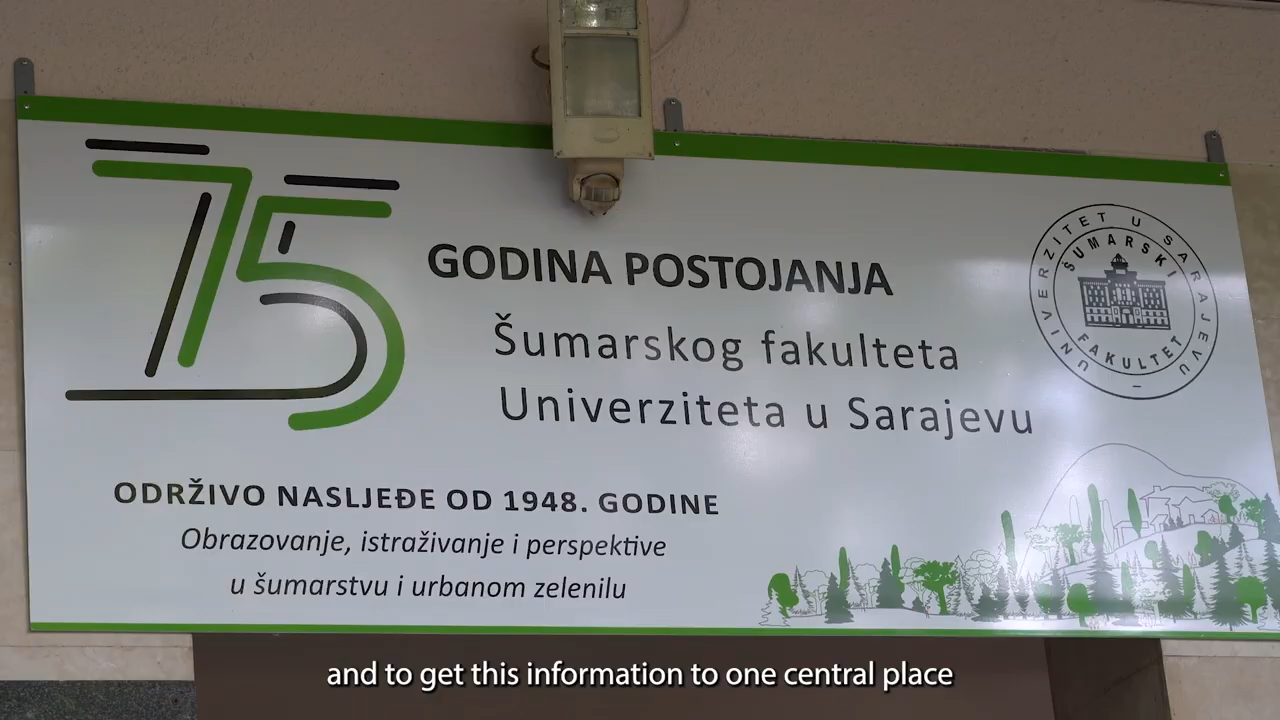 75
GODINA POSTOJANJA
Šumarskog fakulteta
Univerziteta u Sarajevu
UNIVERZITET U SARAJEVU
ŠUMARSKI FAKULTET
ODRŽIVO NASLJEĐE OD 1948. GODINE
Obrazovanje, istraživanje i perspektive
u šumarstvu i urbanom zelenilu
and to get this information to one central place